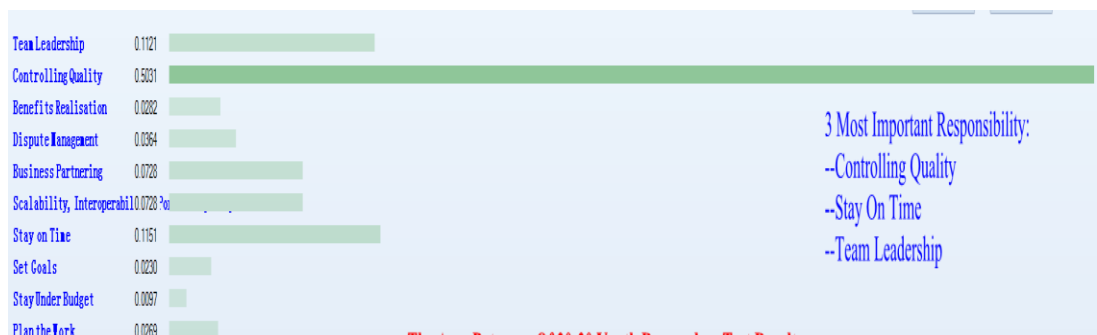 Team Leadership 0.1121
Controlling Quality 0.5031
Benefits Realisation 0.0282
Dispute Management 0.0364
Business Partnering 0.0728
Scalability, Interoperabil 0.0728
Stay on Time 0.1151
Set Goals 0.0230
Stay Under Budget 0.0097
Plan the Work 0.0269
3 Most Important Responsibility:
--Controlling Quality
--Stay On Time
--Team Leadership